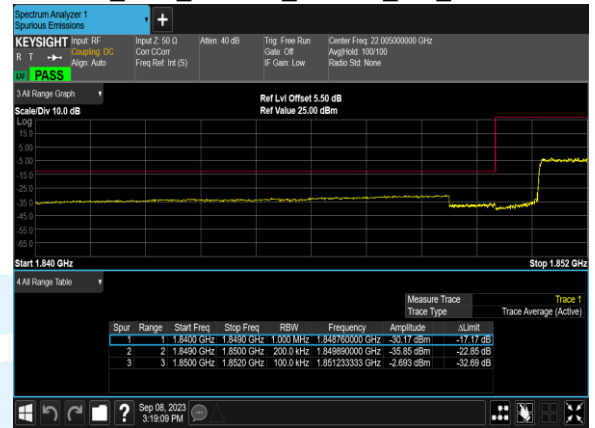 Spectrum Analyzer 1
Spurious Emissions
KEYSIGHT Input: RF Input Z: 50 Ω Atten: 40 dB Trig: Free Run Center Freq: 22.005000000 GHz
R T Coupling: DC Corr CCorr Gate: Off Avg|Hold: 100/100
Align: Auto Freq Ref: Int (S) IF Gain: Low Radio Std: None
LXI PASS
3 All Range Graph
Ref Lvl Offset 5.50 dB
Scale/Div 10.0 dB Ref Value 25.00 dBm
Log
15.0
5.00
-5.00
-15.0
-25.0
-35.0
-45.0
-55.0
-65.0
Start 1.840 GHz Stop 1.852 GHz
4 All Range Table
Measure Trace Trace 1
Trace Type Trace Average (Active)
Spur Range Start Freq Stop Freq RBW Frequency Amplitude ΔLimit
1 1 1.8400 GHz 1.8490 GHz 1.000 MHz 1.848760000 GHz -30.17 dBm -17.17 dB
2 2 1.8490 GHz 1.8500 GHz 200.0 kHz 1.849890000 GHz -35.85 dBm -22.85 dB
3 3 1.8500 GHz 1.8520 GHz 100.0 kHz 1.851233333 GHz -2.693 dBm -32.69 dB
Sep 08, 2023
3:19:09 PM